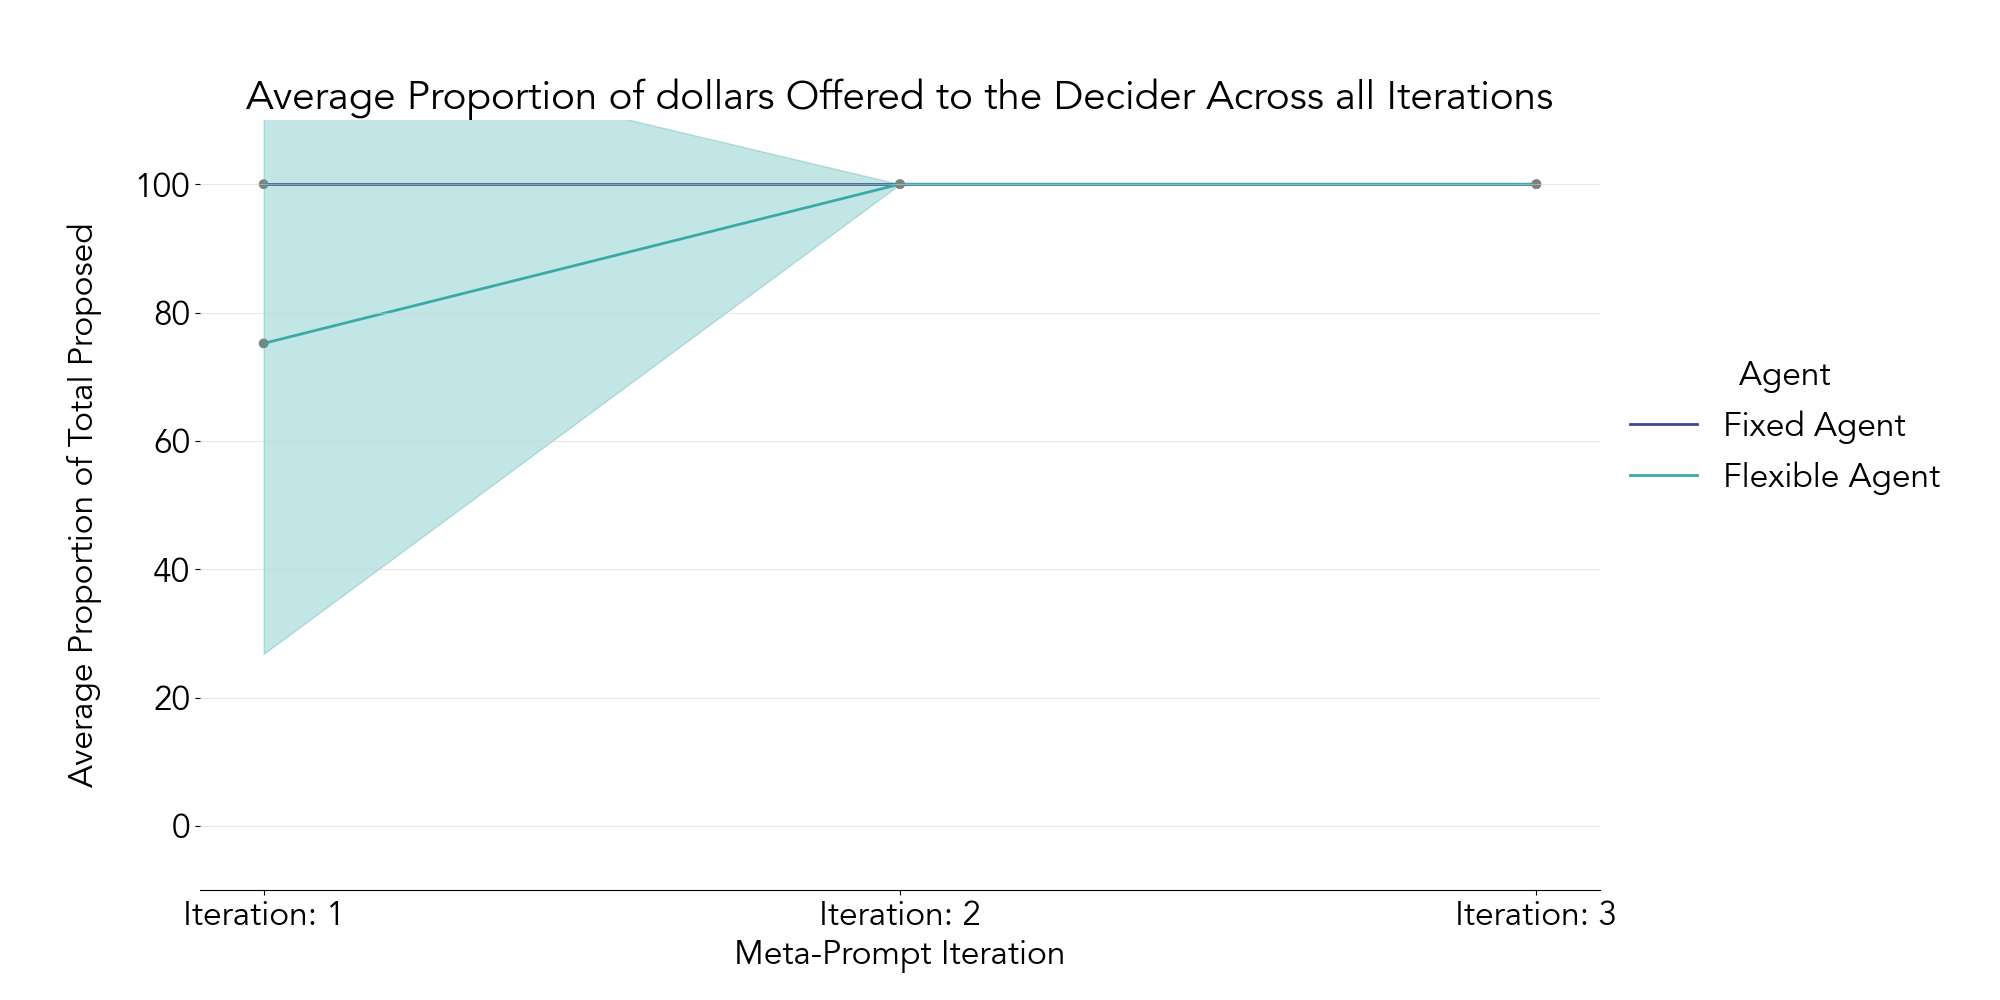 Average Proportion of dollars Offered to the Decider Across all Iterations
Average Proportion of Total Proposed
100
80
60
40
20
0
Iteration: 1
Iteration: 2
Iteration: 3
Meta-Prompt Iteration
Agent
Fixed Agent
Flexible Agent